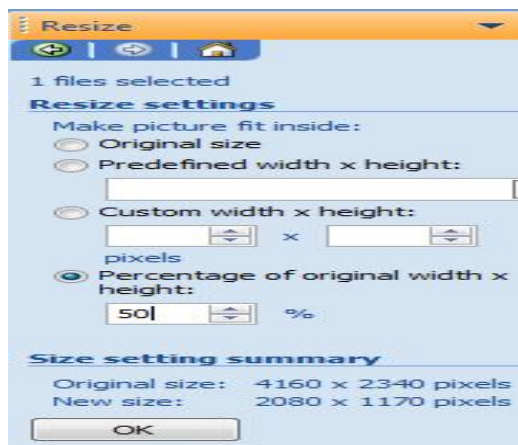 Resize
1 files selected
Resize settings
Make picture fit inside:
Original size
Predefined width x height:
Custom width x height:
x
pixels
Percentage of original width x
height:
50 %
Size setting summary
Original size: 4160 x 2340 pixels
New size: 2080 x 1170 pixels
OK